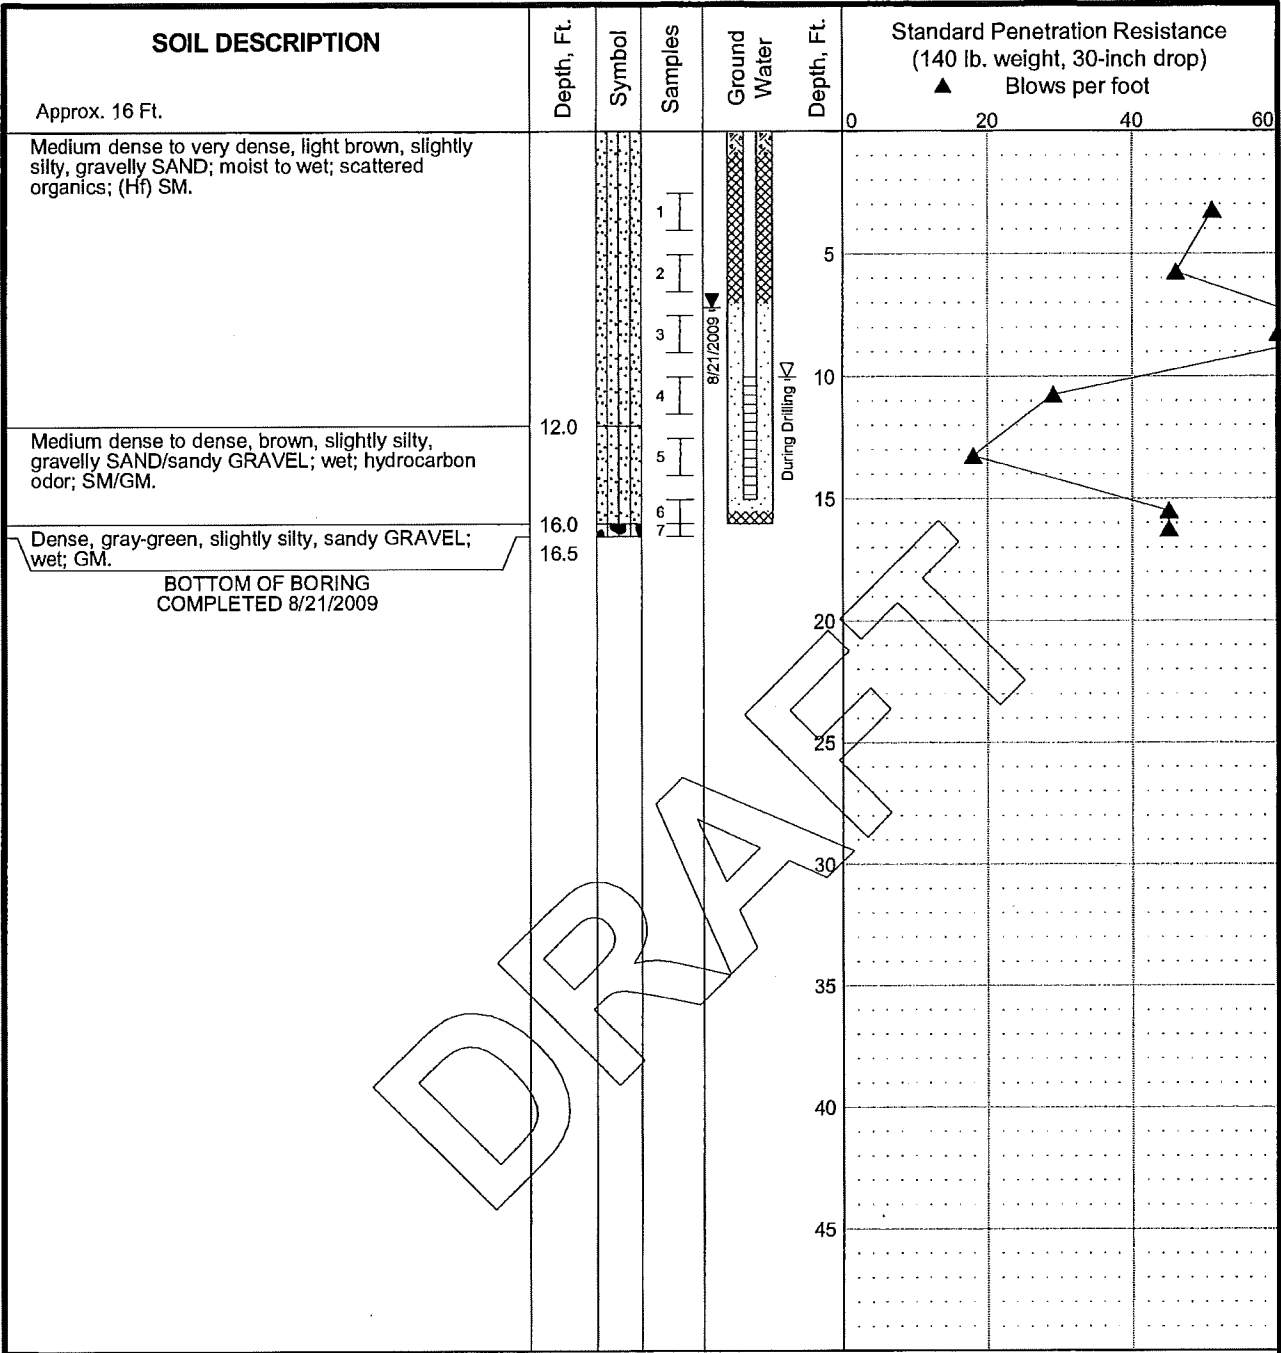 SOIL DESCRIPTION
Approx. 16 Ft.
Depth, Ft.
Symbol
Samples
Ground
Water
Depth, Ft.
Standard Penetration Resistance
(140 lb. weight, 30-inch drop)
▲ Blows per foot
0 20 40 60
Medium dense to very dense, light brown, slightly
silty, gravelly SAND; moist to wet; scattered
organics; (Hf) SM.
12.0
Medium dense to dense, brown, slightly silty,
gravelly SAND/sandy GRAVEL; wet; hydrocarbon
odor; SM/GM.
16.0
Dense, gray-green, slightly silty, sandy GRAVEL;
wet; GM.
16.5
BOTTOM OF BORING
COMPLETED 8/21/2009
1
2
3
4
5
6
7
8/21/2009
During Drilling
5
10
15
20
25
30
35
40
45
DRAFT